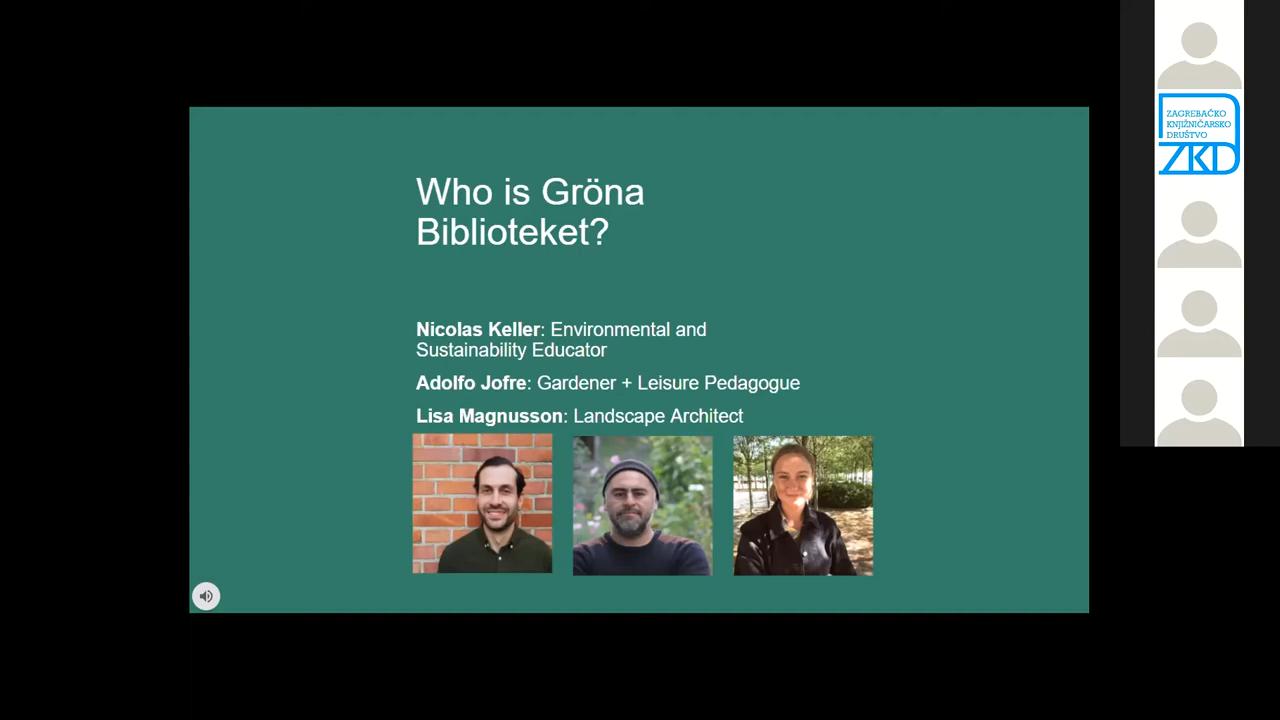 Who is Gröna
Biblioteket?
Nicolas Keller: Environmental and
Sustainability Educator
Adolfo Jofre: Gardener + Leisure Pedagogue
Lisa Magnusson: Landscape Architect
ZAGREBAČKO
KNJIŽNIČARSKO
DRUŠTVO
ZKD